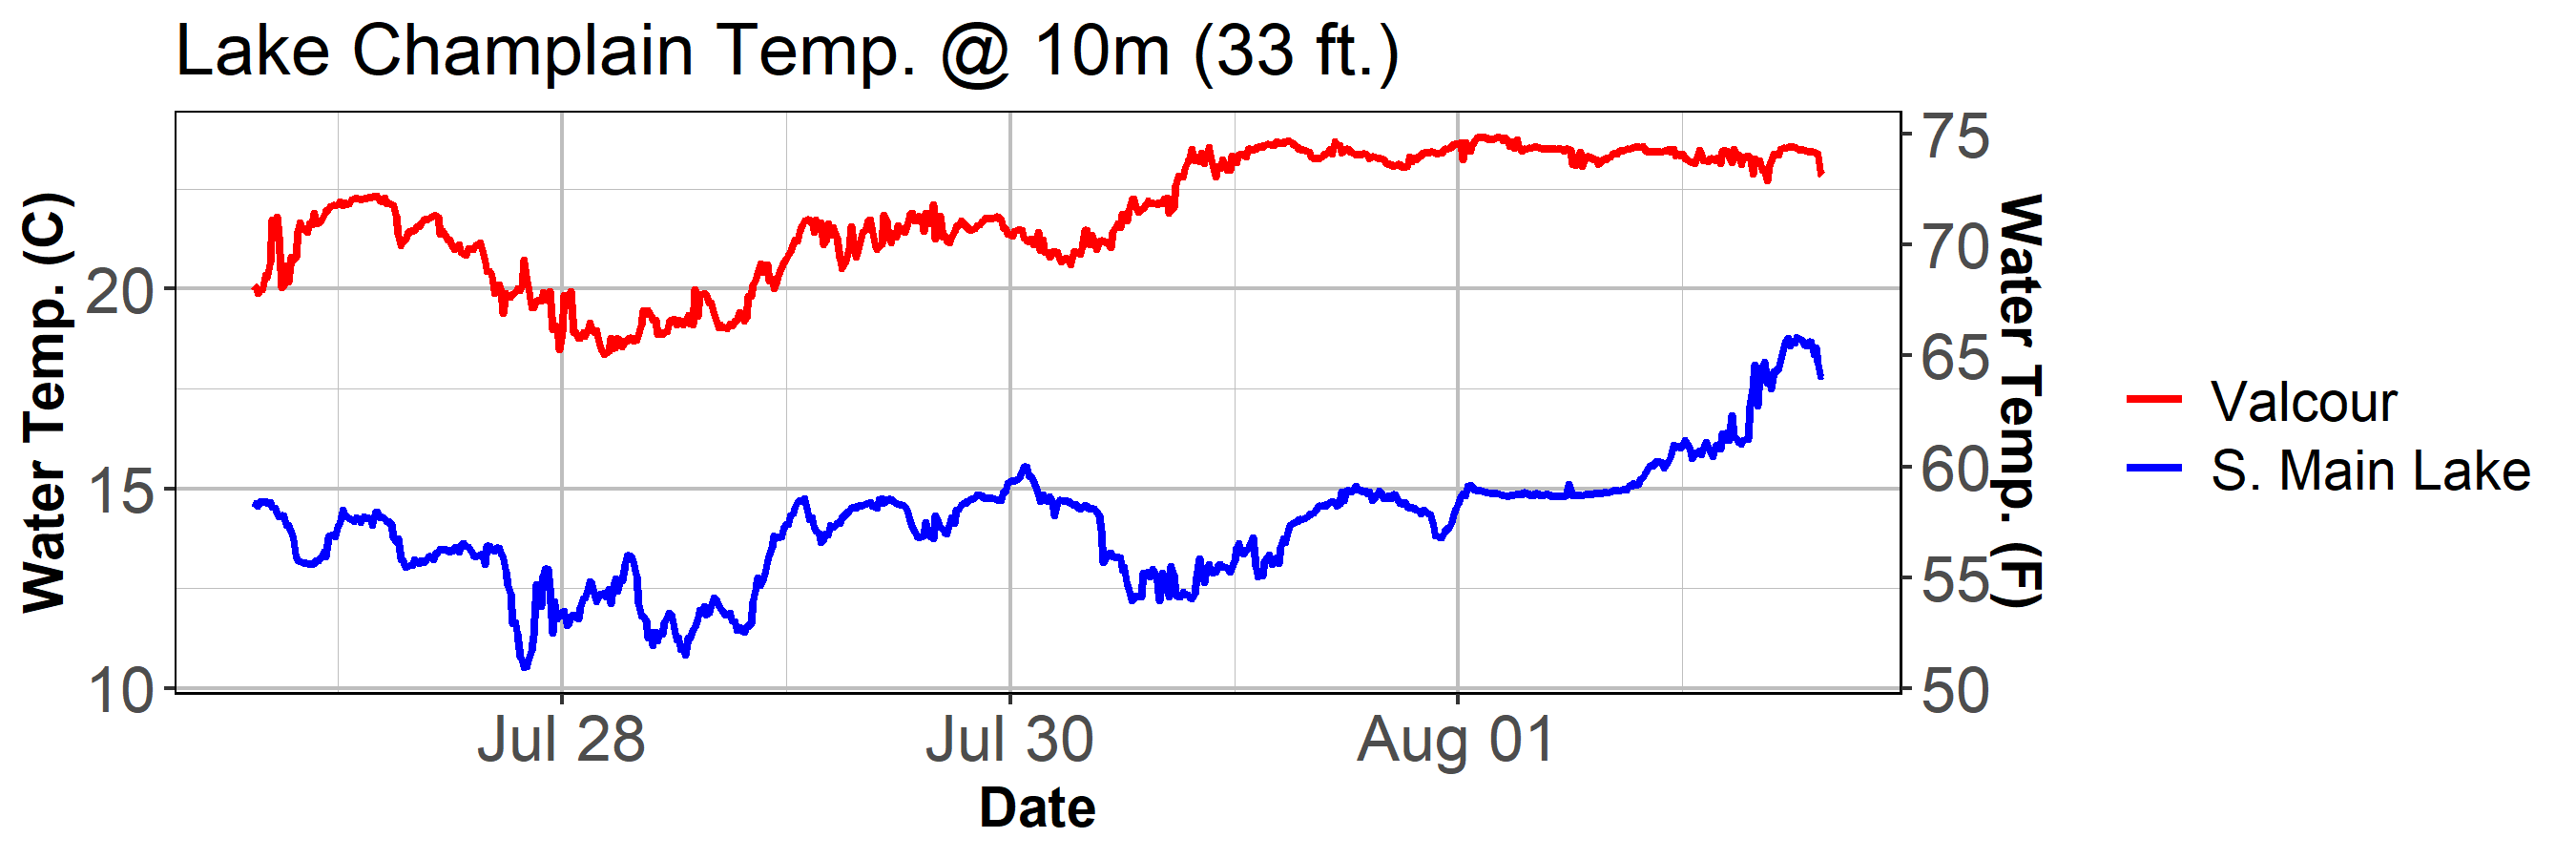 Lake Champlain Temp. @ 10m (33 ft.)
Water Temp. (C)
20
15
10
75
70
65
60
55
50
Water Temp. (F)
Jul 28
Jul 30
Aug 01
Date
Valcour
S. Main Lake